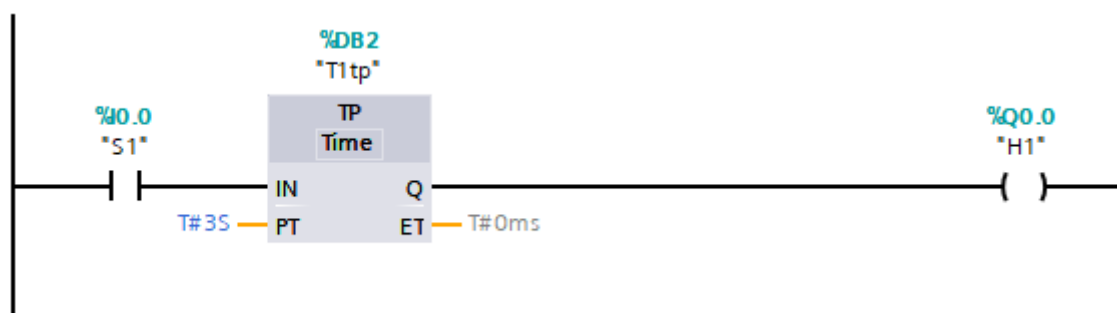 %DB2
"T1tp"
%I0.0
"S1"
TP
Time
%Q0.0
"H1"
IN Q
T#3S PT ET T#0ms